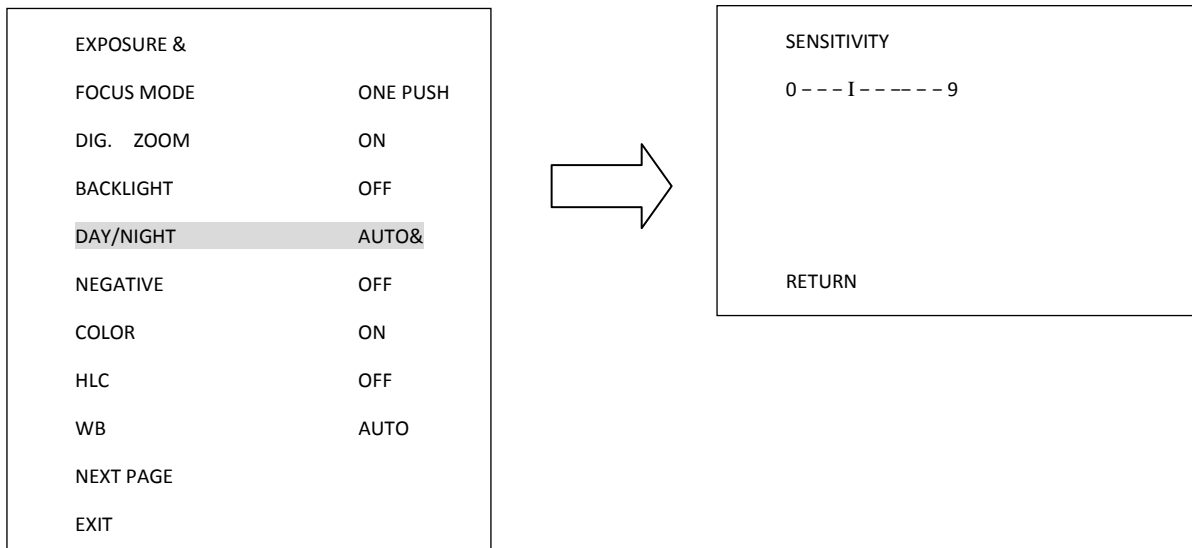 EXPOSURE &
FOCUS MODE ONE PUSH
DIG. ZOOM ON
BACKLIGHT OFF
DAY/NIGHT AUTO&
NEGATIVE OFF
COLOR ON
HLC OFF
WB AUTO
NEXT PAGE
EXIT
SENSITIVITY
0 – – – I – – –-– – – 9
RETURN